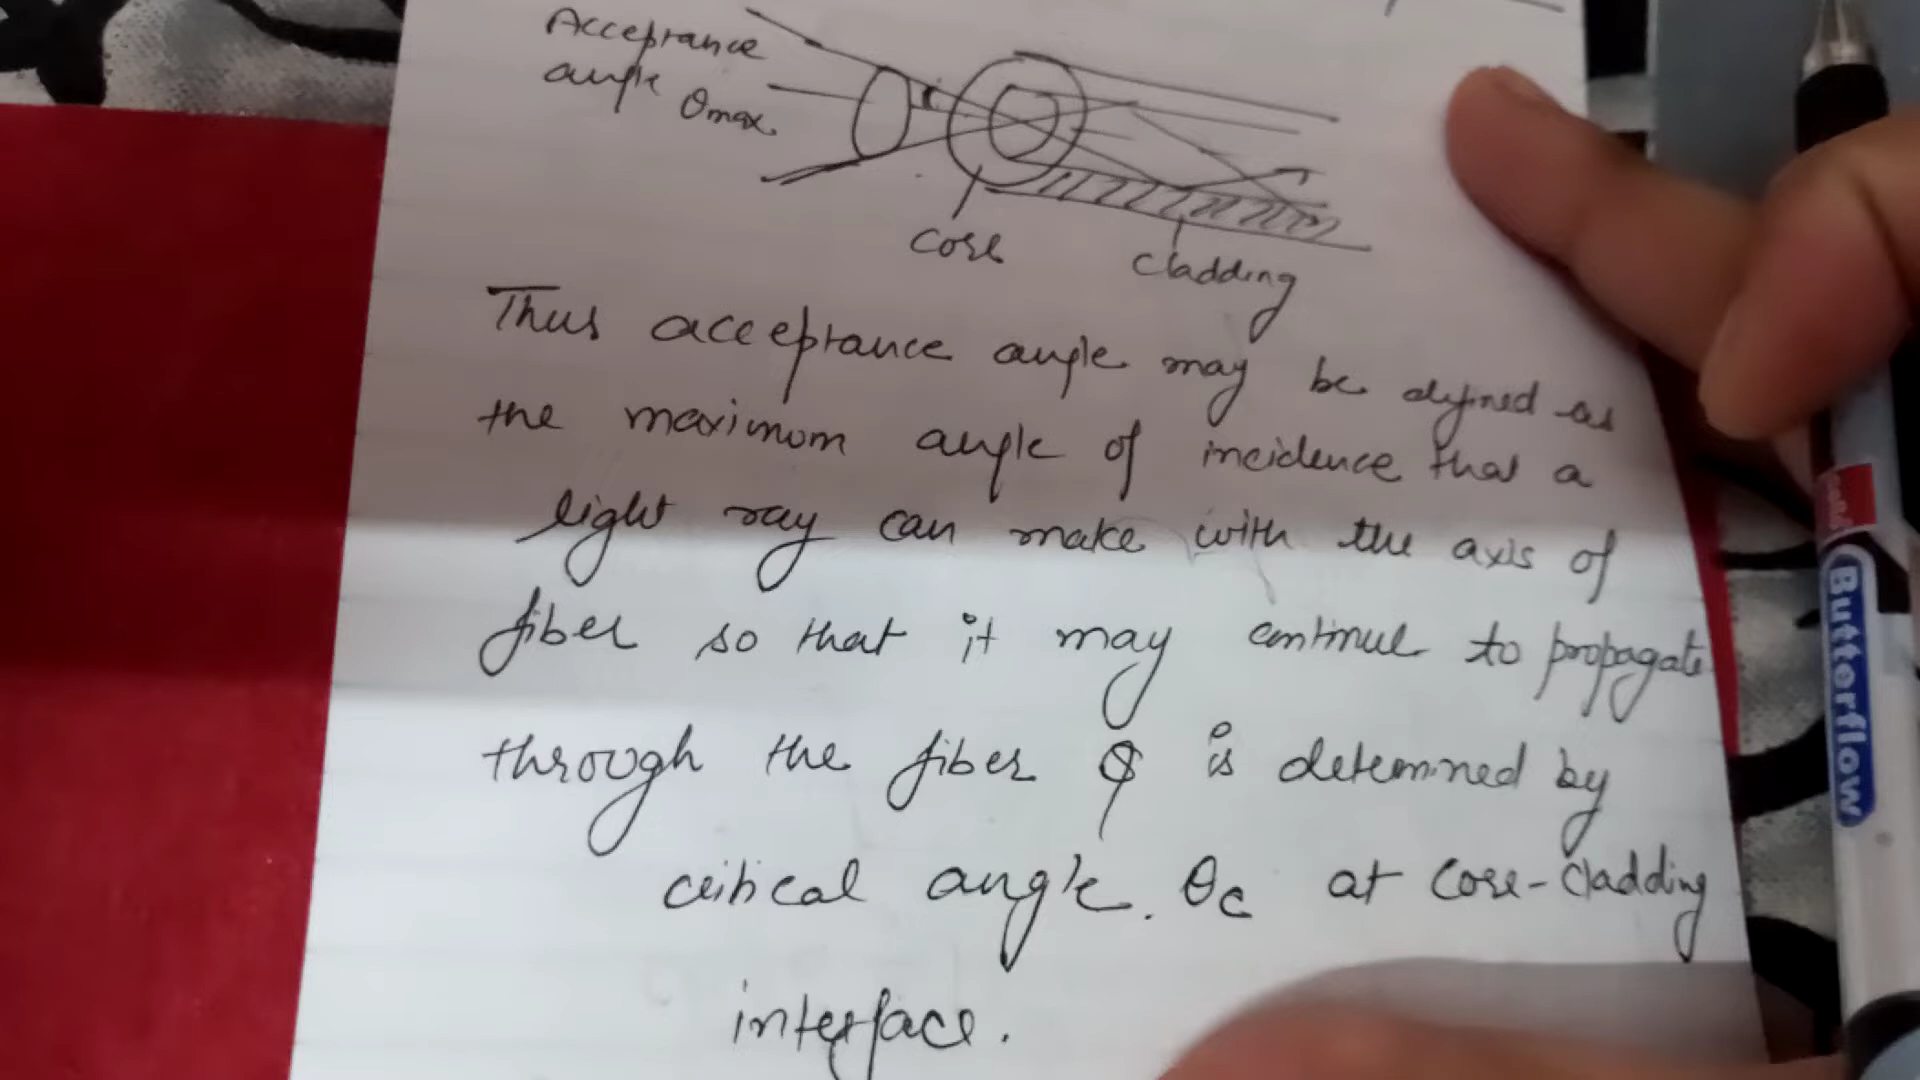 Acceptance
angle θmax
core
cladding
Thus acceptance angle may be defined as
the maximum angle of incidence that a
light ray can make with the axis of
fiber so that it may continue to propagate
through the fiber & is determined by
critical angle. θc at core-cladding
interface.
Butterflow